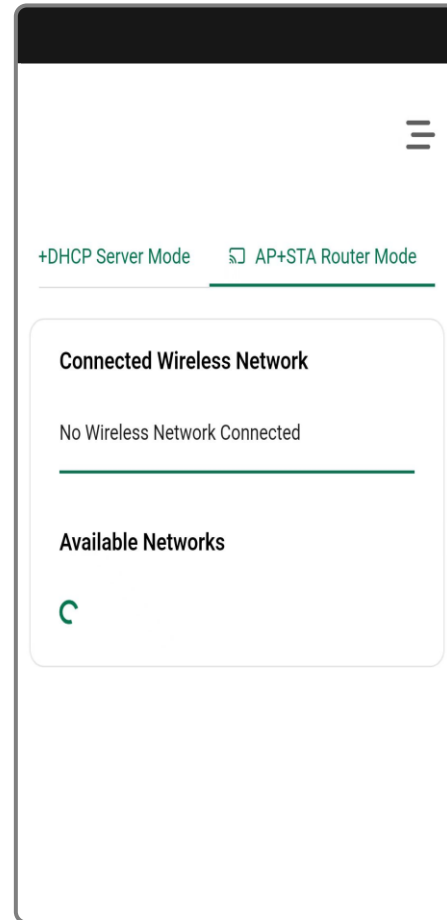 +DHCP Server Mode
AP+STA Router Mode
Connected Wireless Network
No Wireless Network Connected
Available Networks